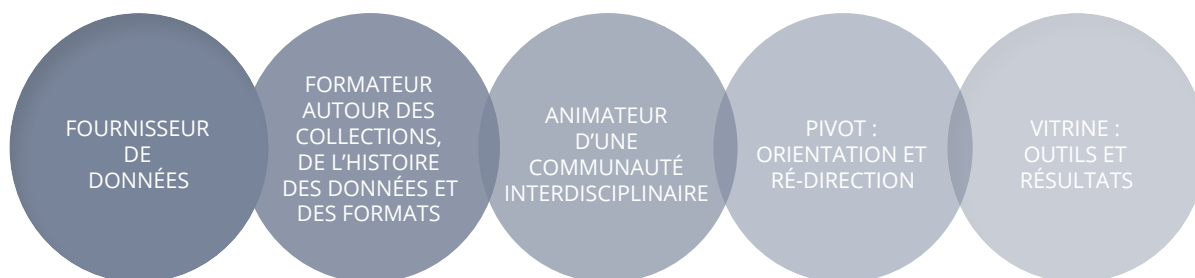 FOURNISSEUR
DE
DONNÉES
FORMATEUR
AUTOUR DES
COLLECTIONS,
DE L’HISTOIRE
DES DONNÉES ET
DES FORMATS
ANIMATEUR
D’UNE
COMMUNAUTÉ
INTERDISCIPLINAIRE
PIVOT :
ORIENTATION ET
RÉ-DIRECTION
VITRINE :
OUTILS ET
RÉSULTATS